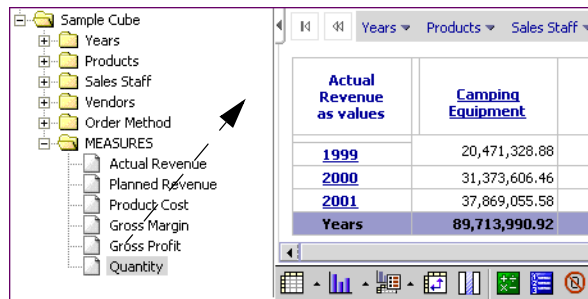 Sample Cube
Years
Products
Sales Staff
Vendors
Order Method
MEASURES
Actual Revenue
Planned Revenue
Product Cost
Gross Margin
Gross Profit
Quantity
Years Products Sales Staff
Actual
Revenue
as values
Camping
Equipment
1999 20,471,328.88
2000 31,373,606.46
2001 37,869,055.58
Years 89,713,990.92